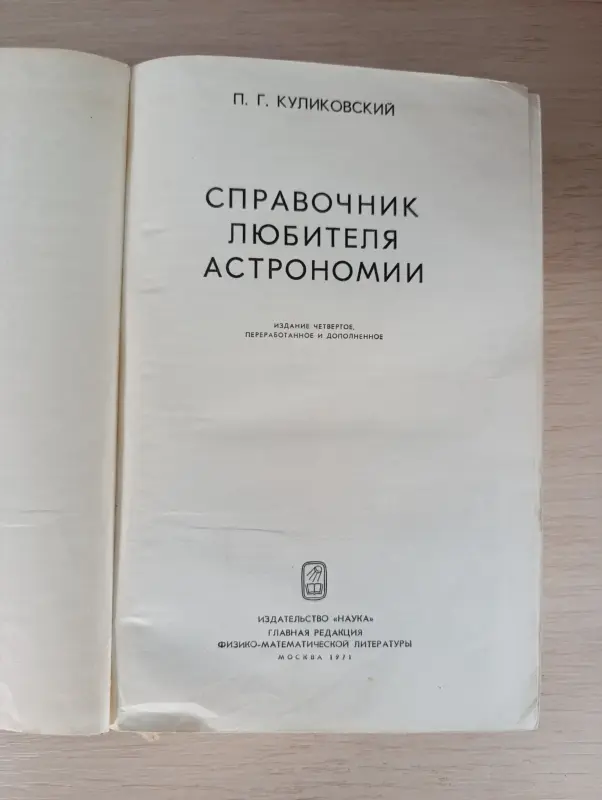 П. Г. КУЛИКОВСКИЙ
СПРАВОЧНИК
ЛЮБИТЕЛЯ
АСТРОНОМИИ
ИЗДАНИЕ ЧЕТВЕРТОЕ,
ПЕРЕРАБОТАННОЕ И ДОПОЛНЕННОЕ
ИЗДАТЕЛЬСТВО «НАУКА»
ГЛАВНАЯ РЕДАКЦИЯ
ФИЗИКО-МАТЕМАТИЧЕСКОЙ ЛИТЕРАТУРЫ
МОСКВА 1971